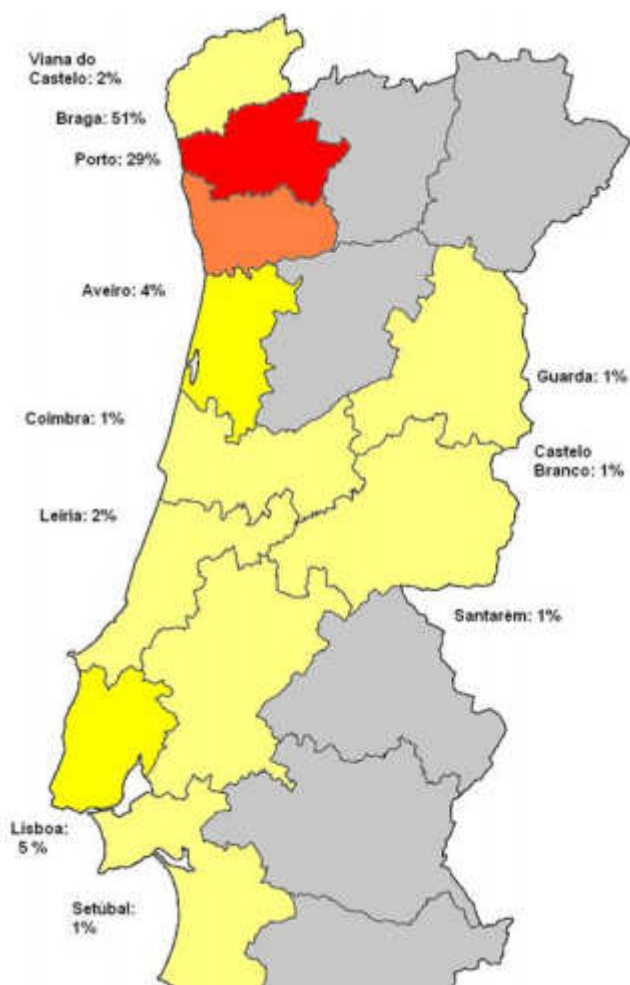 Viana do
Castelo: 2%
Braga: 51%
Porto: 29%
Aveiro: 4%
Guarda: 1%
Coimbra: 1%
Castelo
Branco: 1%
Leiria: 2%
Santarém: 1%
Lisboa:
5 %
Setúbal:
1%